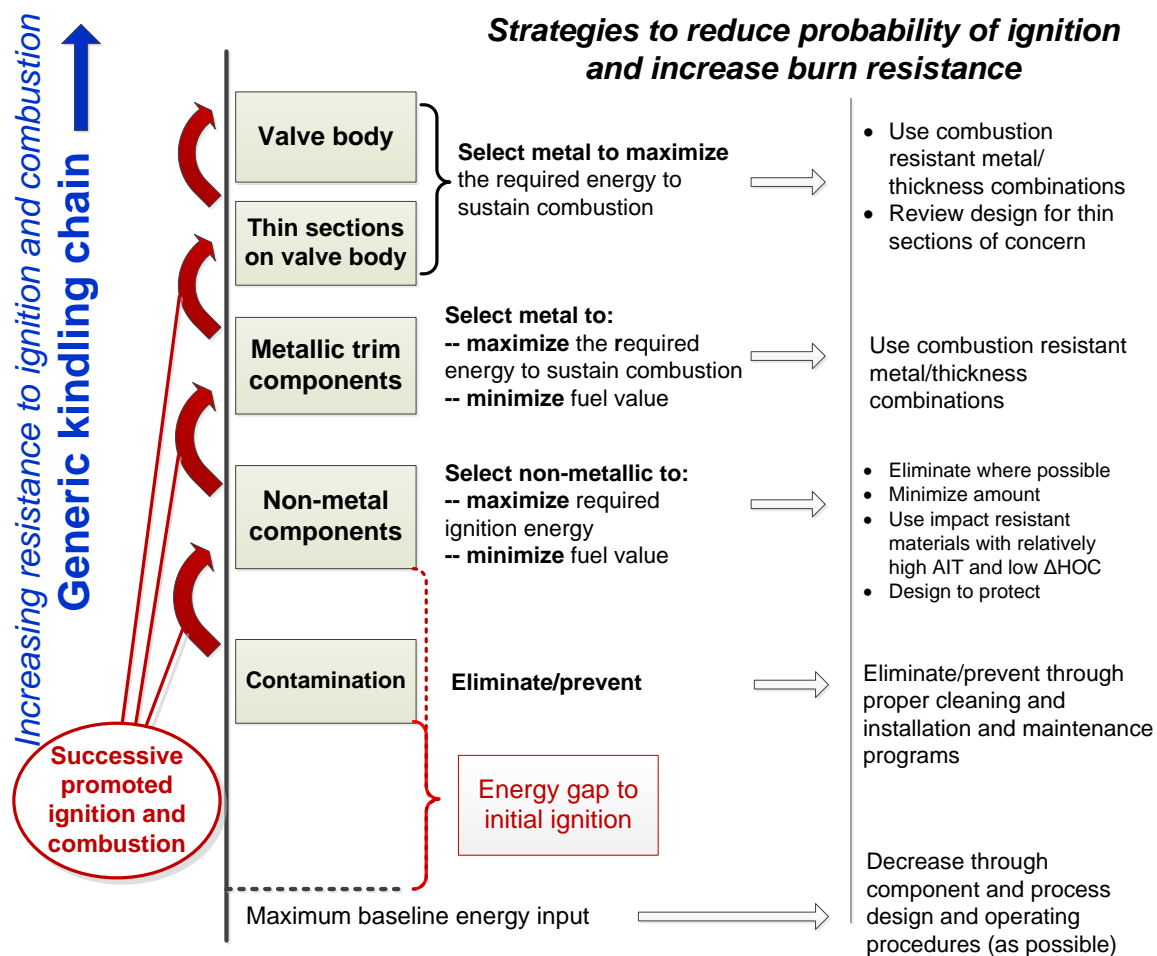 Increasing resistance to ignition and combustion
Generic kindling chain
Strategies to reduce probability of ignition
and increase burn resistance
Valve body
Thin sections
on valve body
Select metal to maximize
the required energy to
sustain combustion
• Use combustion
resistant metal/
thickness combinations
• Review design for thin
sections of concern
Metallic trim
components
Select metal to:
-- maximize the required
energy to sustain combustion
-- minimize fuel value
Use combustion resistant
metal/thickness
combinations
Non-metal
components
Select non-metallic to:
-- maximize required
ignition energy
-- minimize fuel value
• Eliminate where possible
• Minimize amount
• Use impact resistant
materials with relatively
high AIT and low ΔHOC
• Design to protect
Contamination
Eliminate/prevent
Eliminate/prevent through
proper cleaning and
installation and maintenance
programs
Successive
promoted
ignition and
combustion
Energy gap to
initial ignition
Maximum baseline energy input
Decrease through
component and process
design and operating
procedures (as possible)